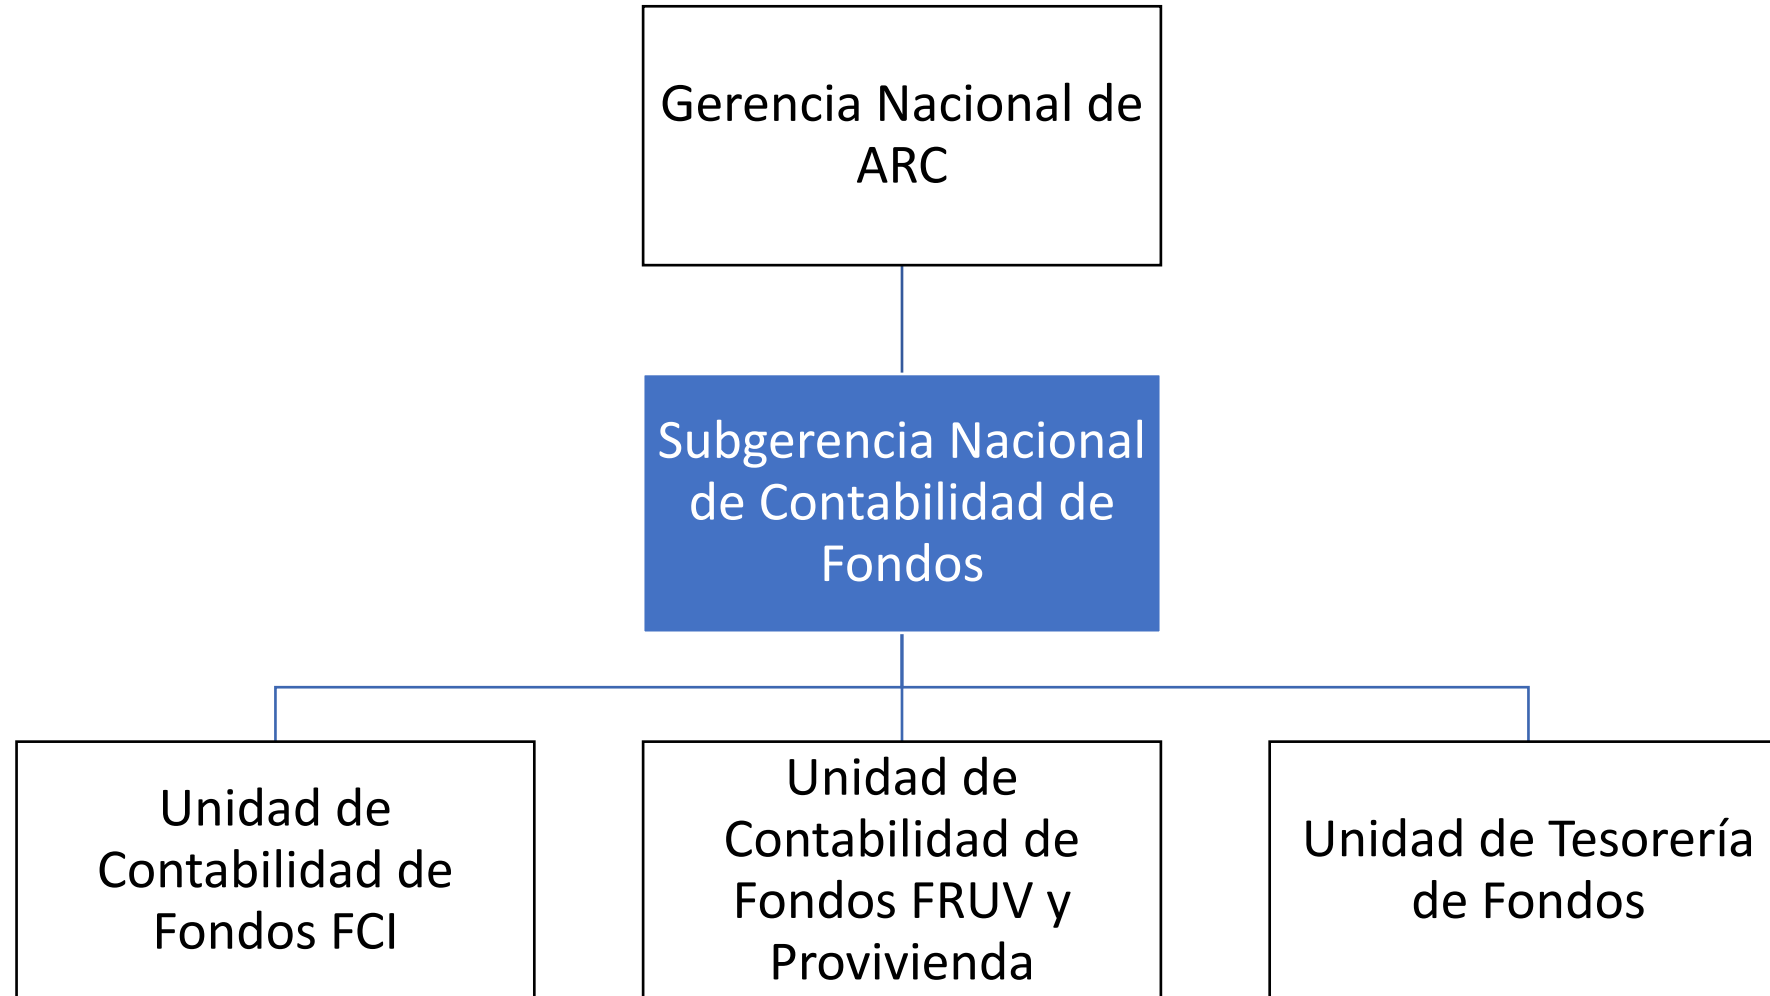 Gerencia Nacional de
ARC
Subgerencia Nacional
de Contabilidad de
Fondos
Unidad de
Contabilidad de
Fondos FCI
Unidad de
Contabilidad de
Fondos FRUV y
Provivienda
Unidad de Tesorería
de Fondos